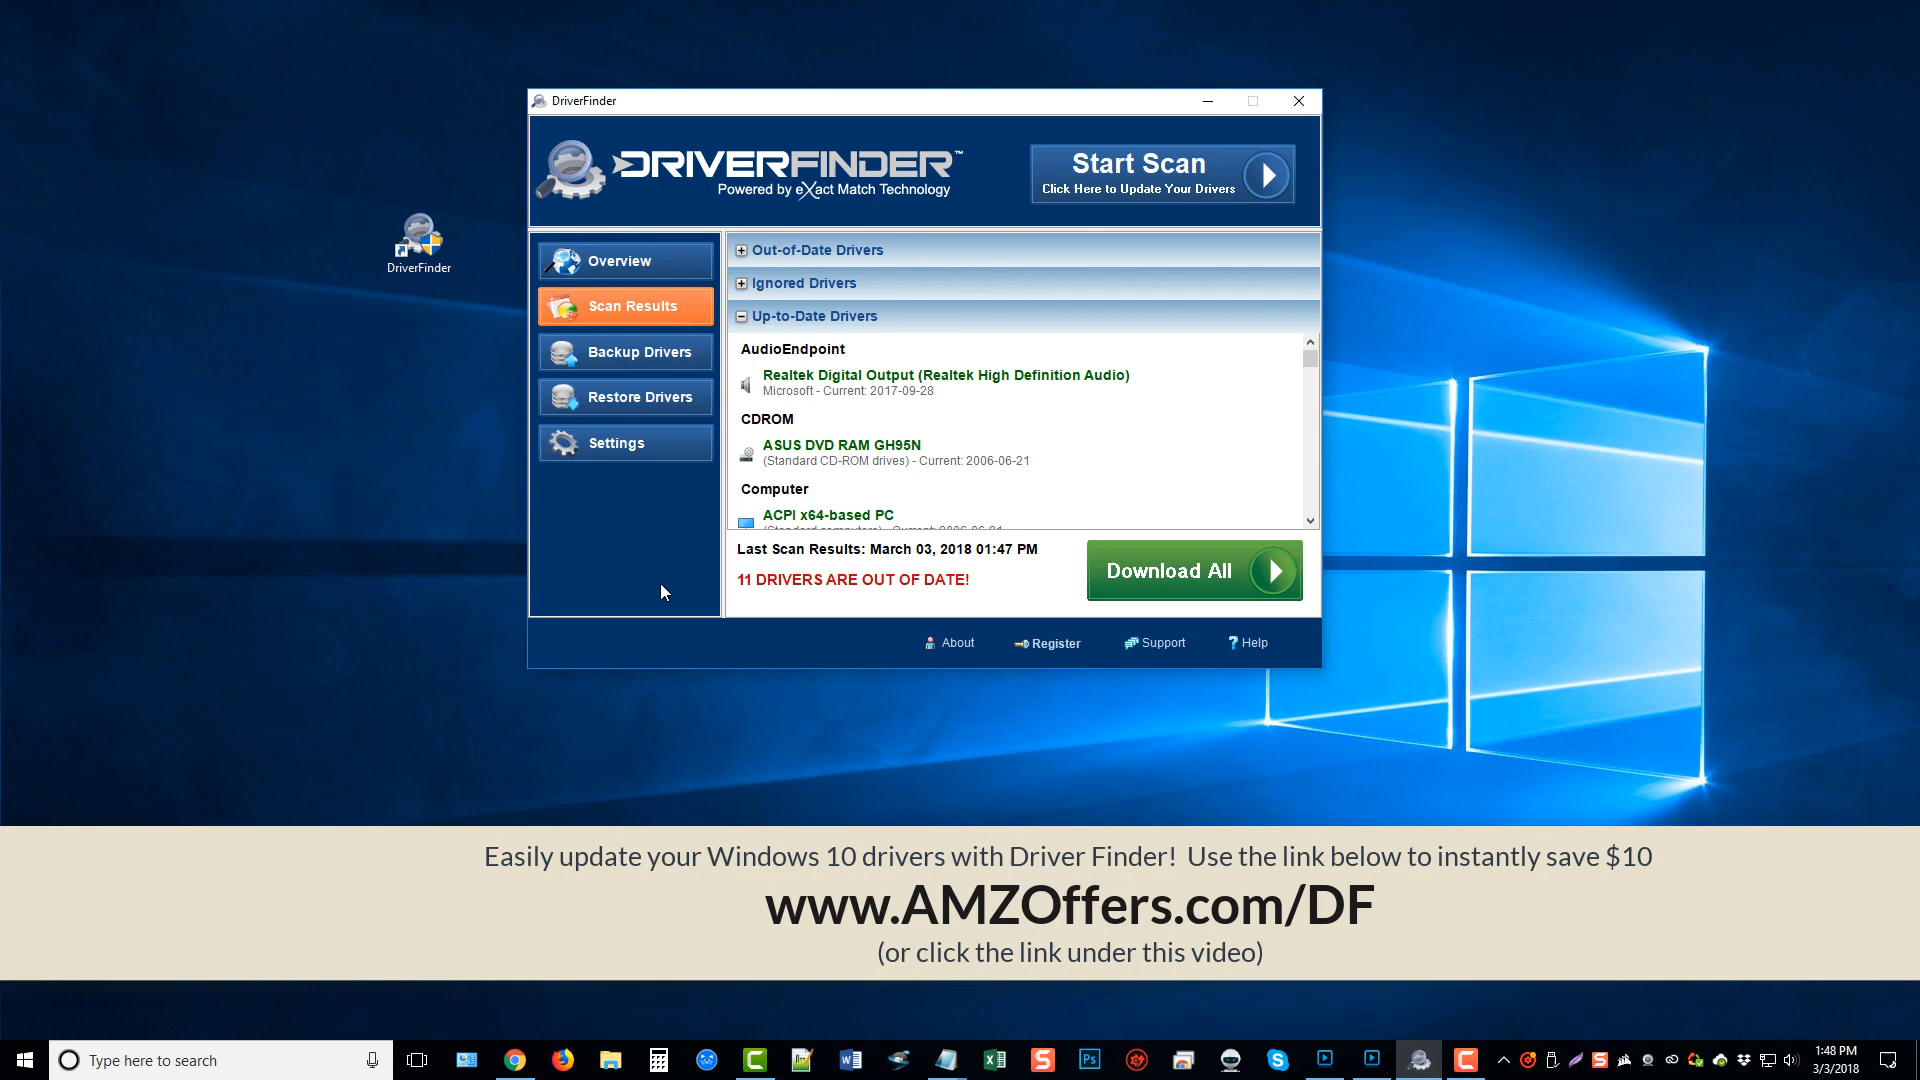 DriverFinder
DRIVERFINDER™
Powered by eXact Match Technology
Start Scan
Click Here to Update Your Drivers
DriverFinder
Overview
Scan Results
Backup Drivers
Restore Drivers
Settings
Out-of-Date Drivers
Ignored Drivers
Up-to-Date Drivers
AudioEndpoint
Realtek Digital Output (Realtek High Definition Audio)
Microsoft - Current: 2017-09-28
CDROM
ASUS DVD RAM GH95N
(Standard CD-ROM drives) - Current: 2006-06-21
Computer
ACPI x64-based PC
(Standard computers) - Current: 2006-06-21
Last Scan Results: March 03, 2018 01:47 PM
11 DRIVERS ARE OUT OF DATE!
Download All
About
Register
Support
Help
Easily update your Windows 10 drivers with Driver Finder! Use the link below to instantly save $10
www.AMZOffers.com/DF
(or click the link under this video)
Type here to search
1:48 PM
3/3/2018